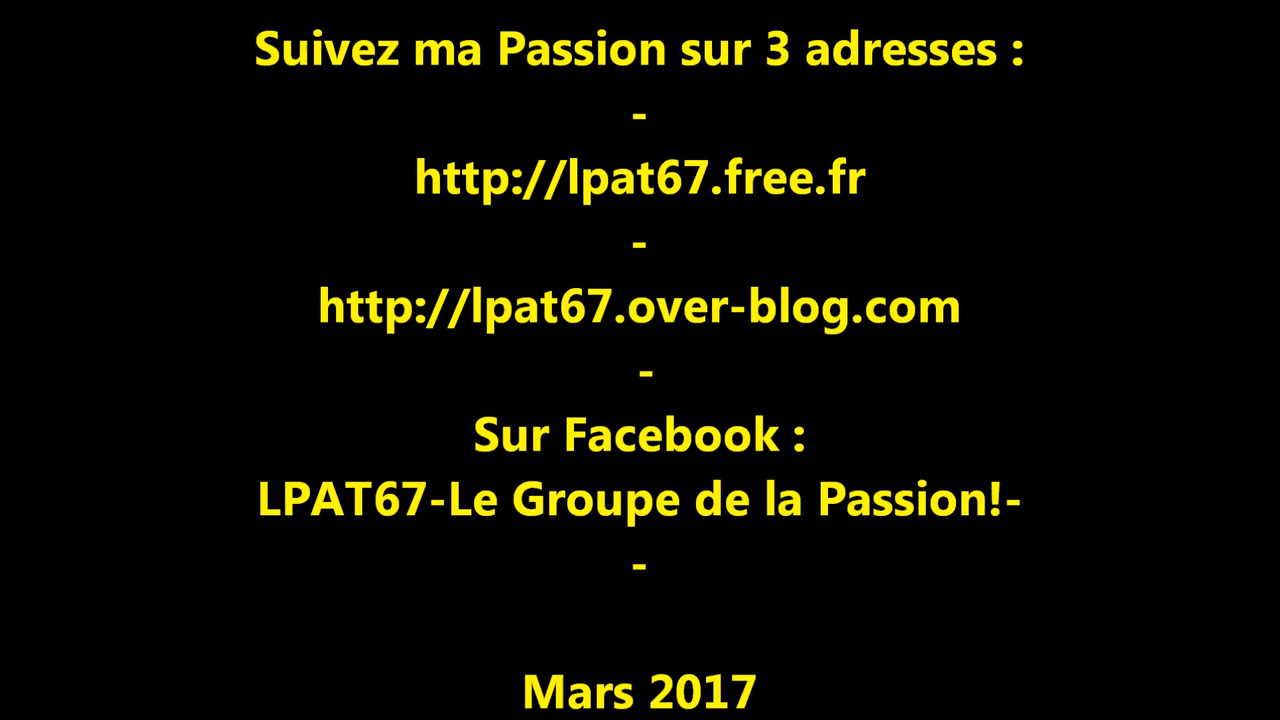 Suivez ma Passion sur 3 adresses :
-
http://lpat67.free.fr
-
http://lpat67.over-blog.com
-
Sur Facebook :
LPAT67-Le Groupe de la Passion!-
-
Mars 2017